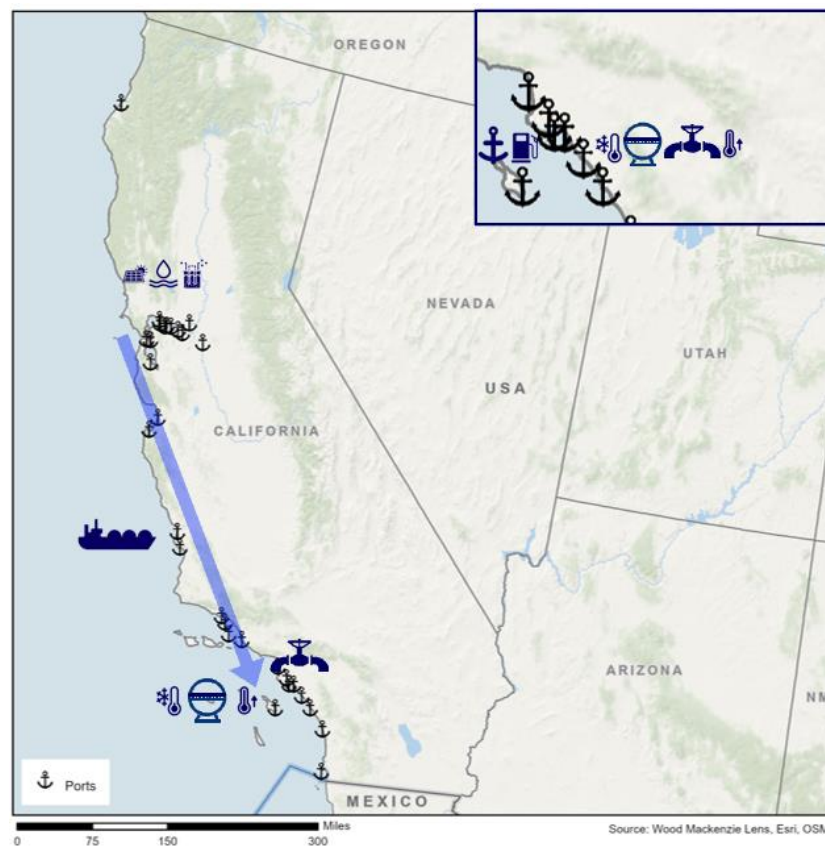 OREGON
NEVADA
UTAH
USA
CALIFORNIA
ARIZONA
NM
MEXICO
Ports
Miles
0 75 150 300
Source: Wood Mackenzie Lens, Esri, OSM